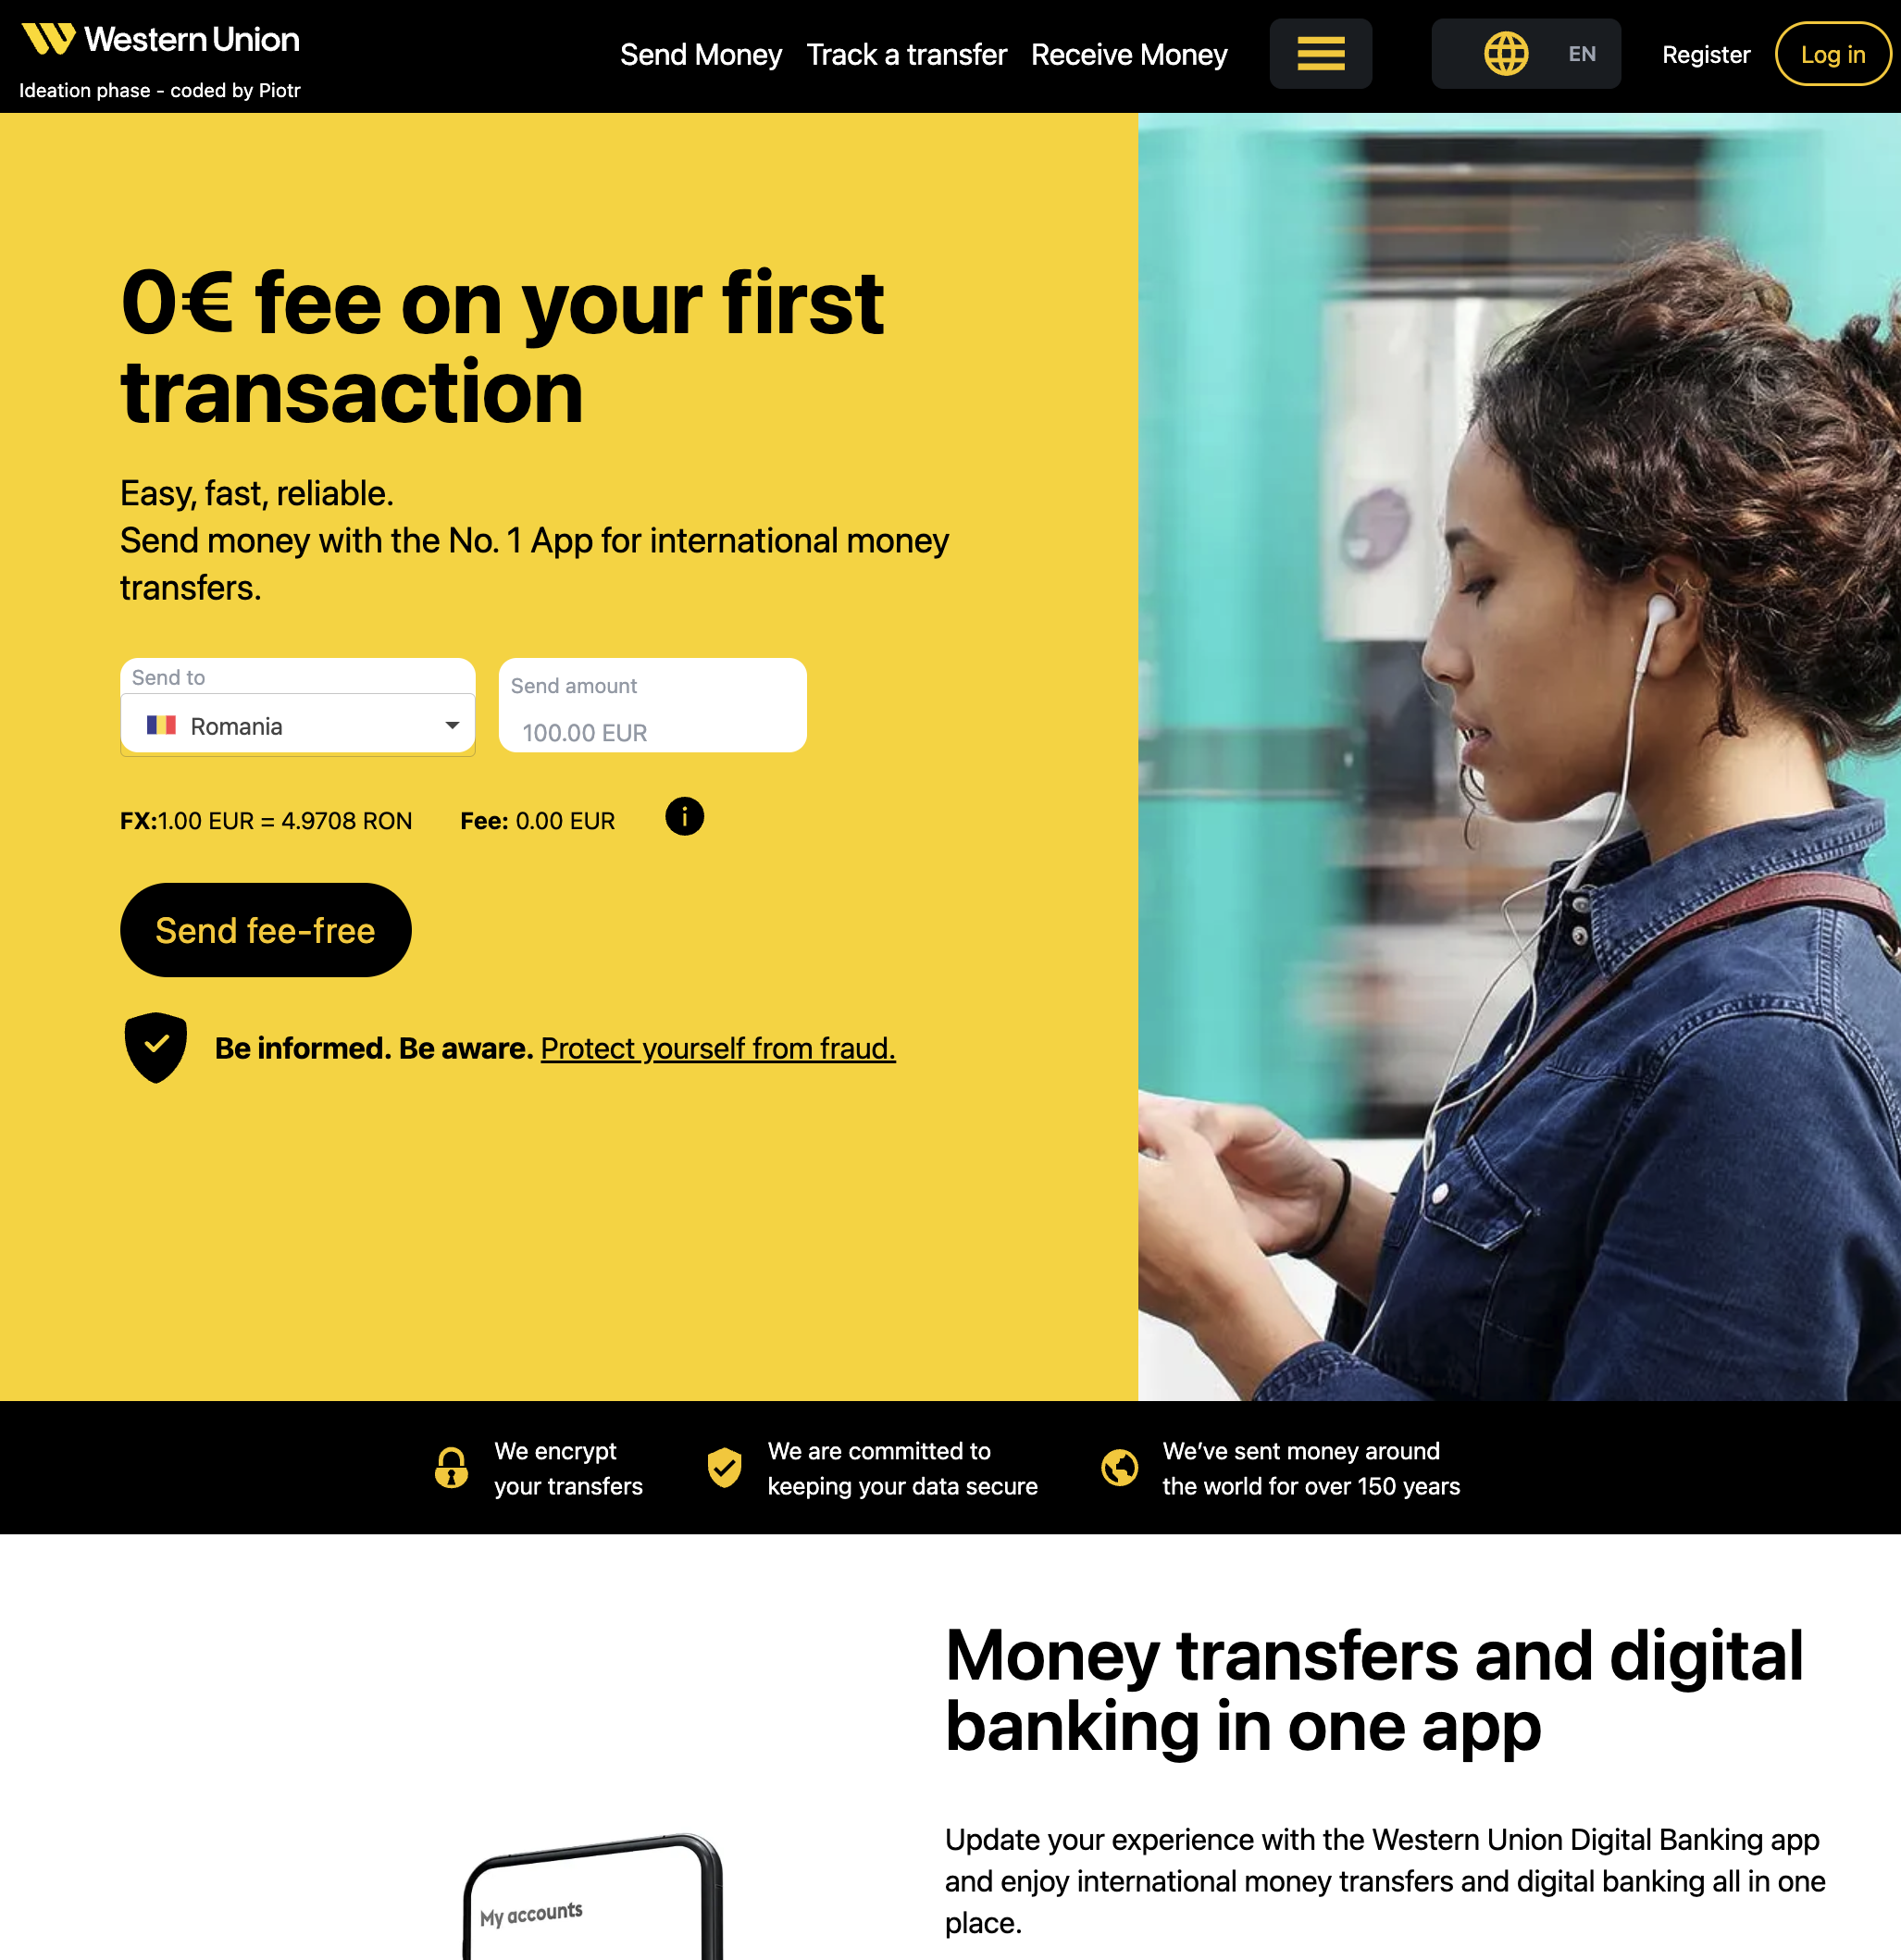 Western Union
Ideation phase - coded by Piotr
Send Money Track a transfer Receive Money
EN
Register
Log in
0€ fee on your first
transaction
Easy, fast, reliable.
Send money with the No. 1 App for international money
transfers.
Send to
Romania
Send amount
100.00 EUR
FX:1.00 EUR = 4.9708 RON
Fee: 0.00 EUR
Send fee-free
Be informed. Be aware. Protect yourself from fraud.
We encrypt
your transfers
We are committed to
keeping your data secure
We’ve sent money around
the world for over 150 years
Money transfers and digital
banking in one app
Update your experience with the Western Union Digital Banking app
and enjoy international money transfers and digital banking all in one
place.
My accounts